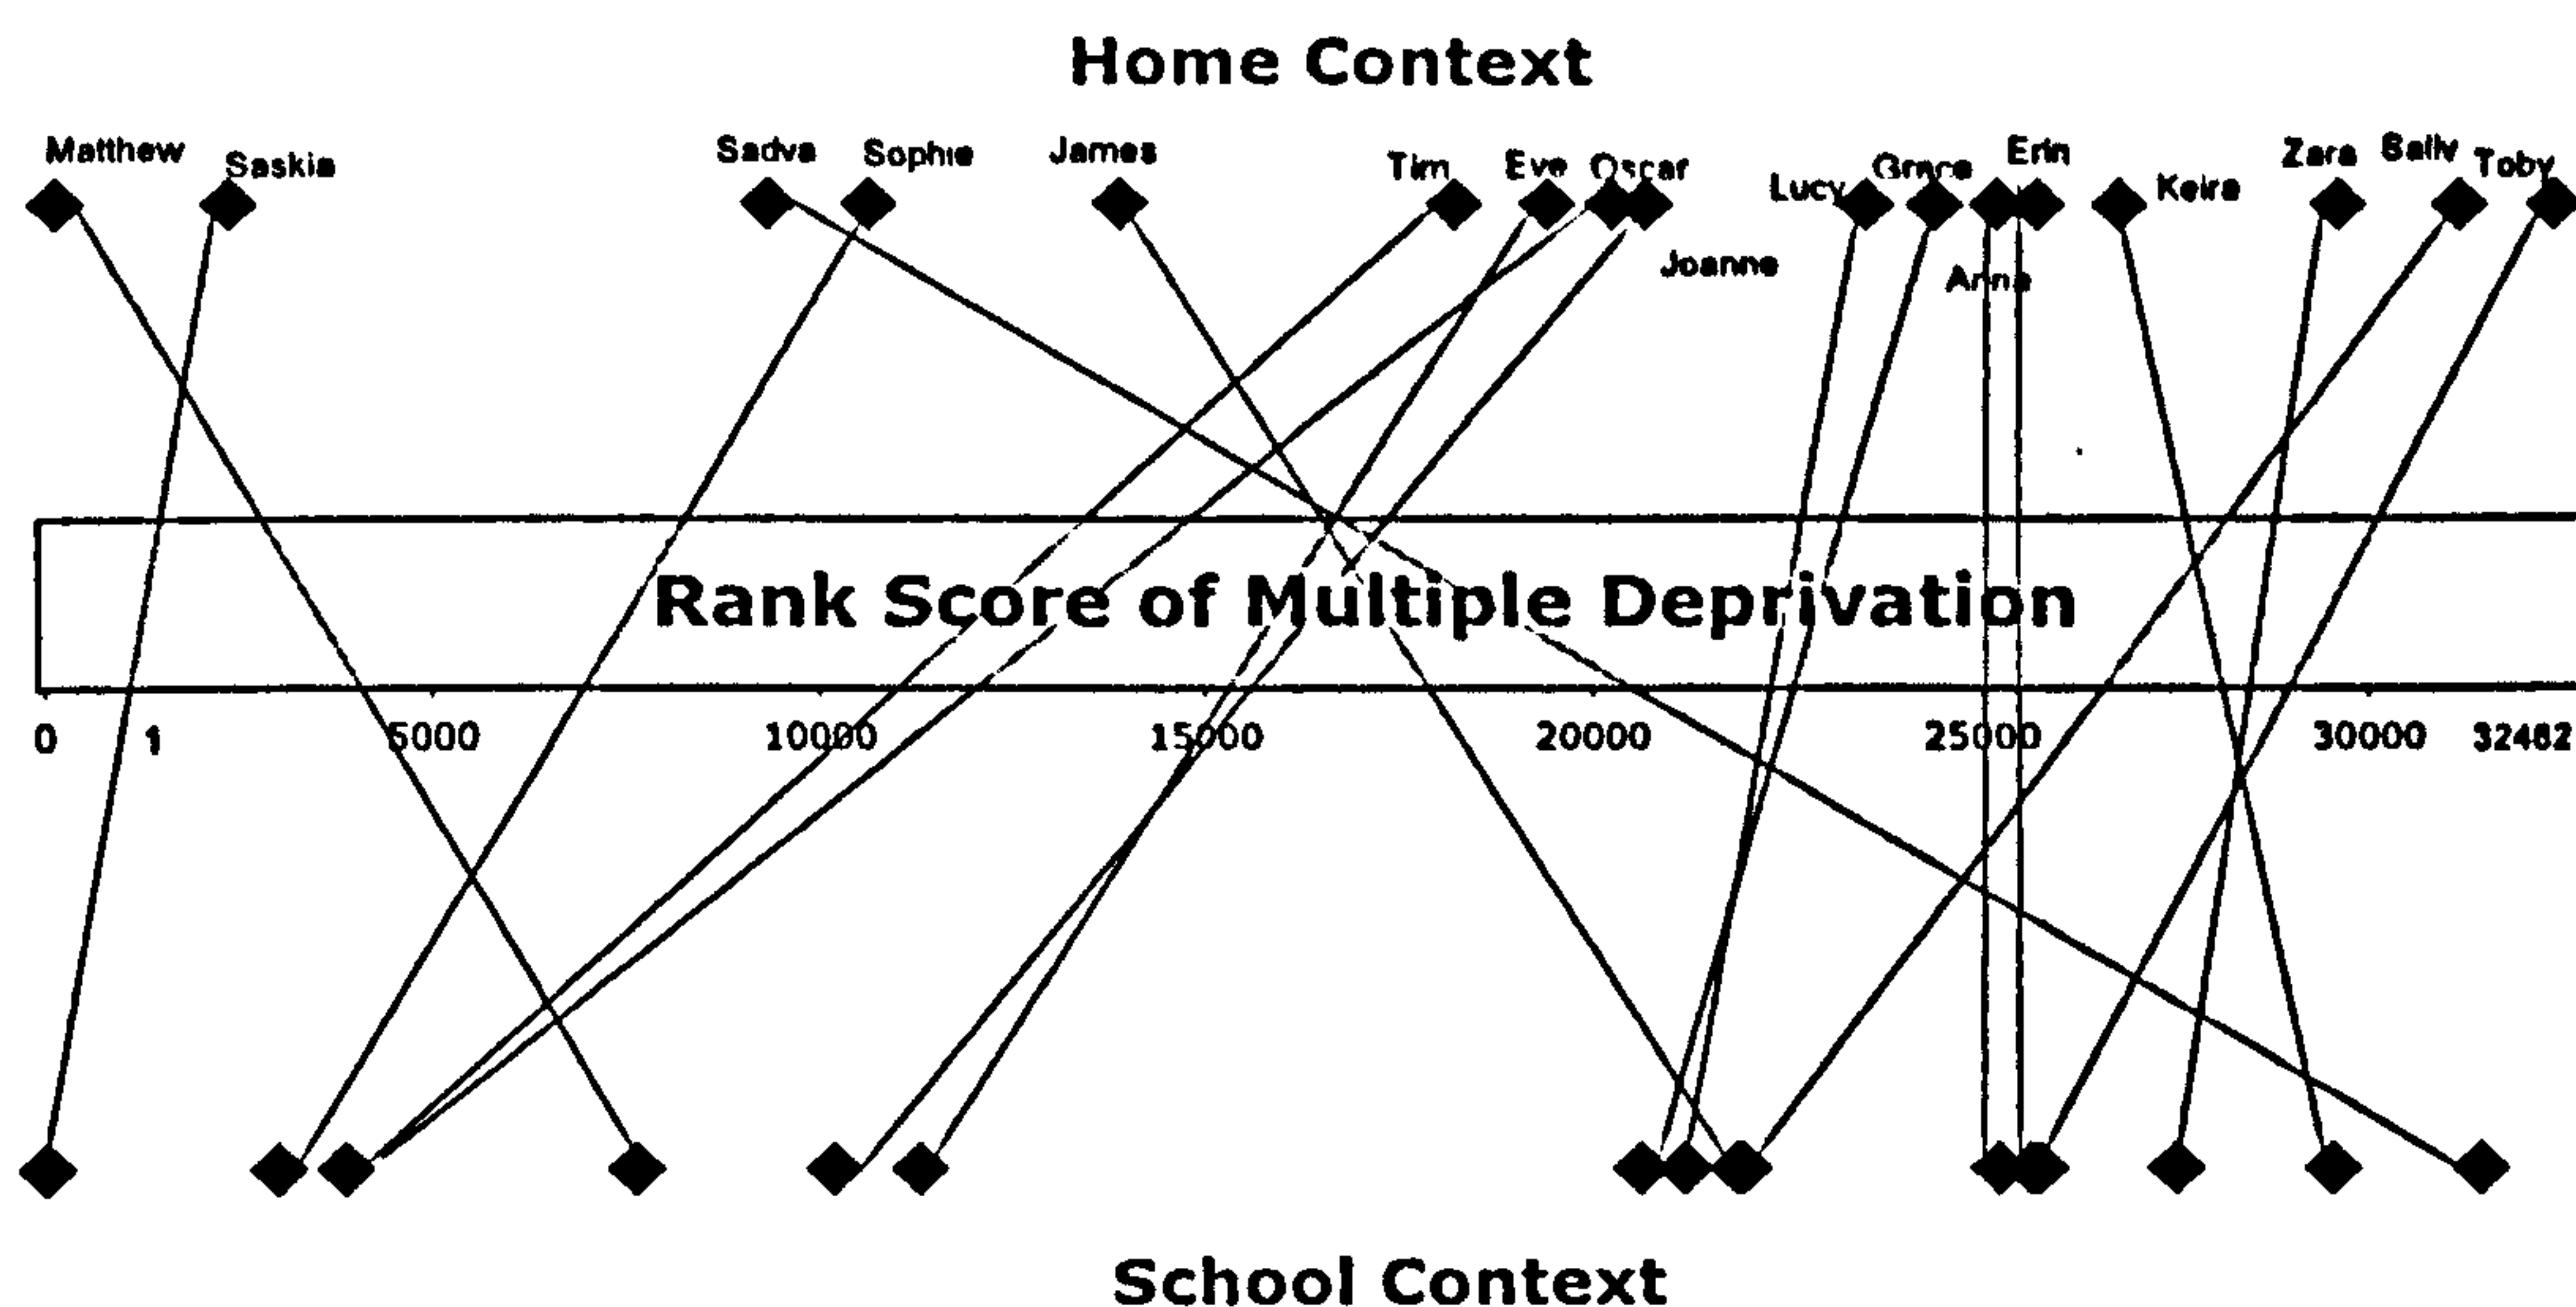 Home Context
Matthew Saskia Sadva Sophie James Tim Eve Oscar Lucy Grace Erin Keira Zara Sally Toby
Joanne Anna
Rank Score of Multiple Deprivation
0 1 5000 10000 15000 20000 25000 30000 32482
School Context